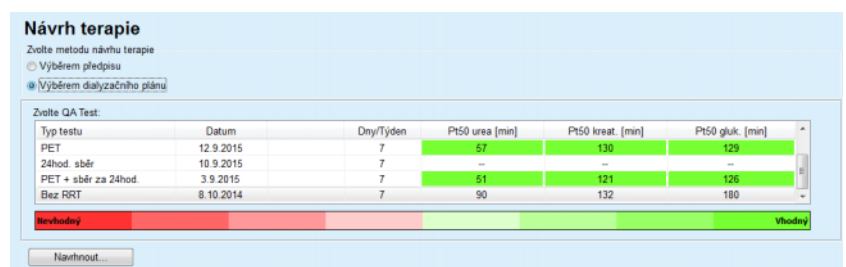 Návrh terapie
Zvolte metodu návrhu terapie
Výběrem předpisu
Výběrem dialyzačního plánu
Zvolte QA Test:
Typ testu Datum Dny/Týden Pt50 urea [min] Pt50 kreat. [min] Pt50 gluk. [min]
PET 12.9.2015 7 57 130 129
24hod. sběr 10.9.2015 7 -- -- --
PET + sběr za 24hod. 3.9.2015 7 51 121 126
Bez RRT 8.10.2014 7 90 132 180
Nevhodný Vhodný
Navrhnout...